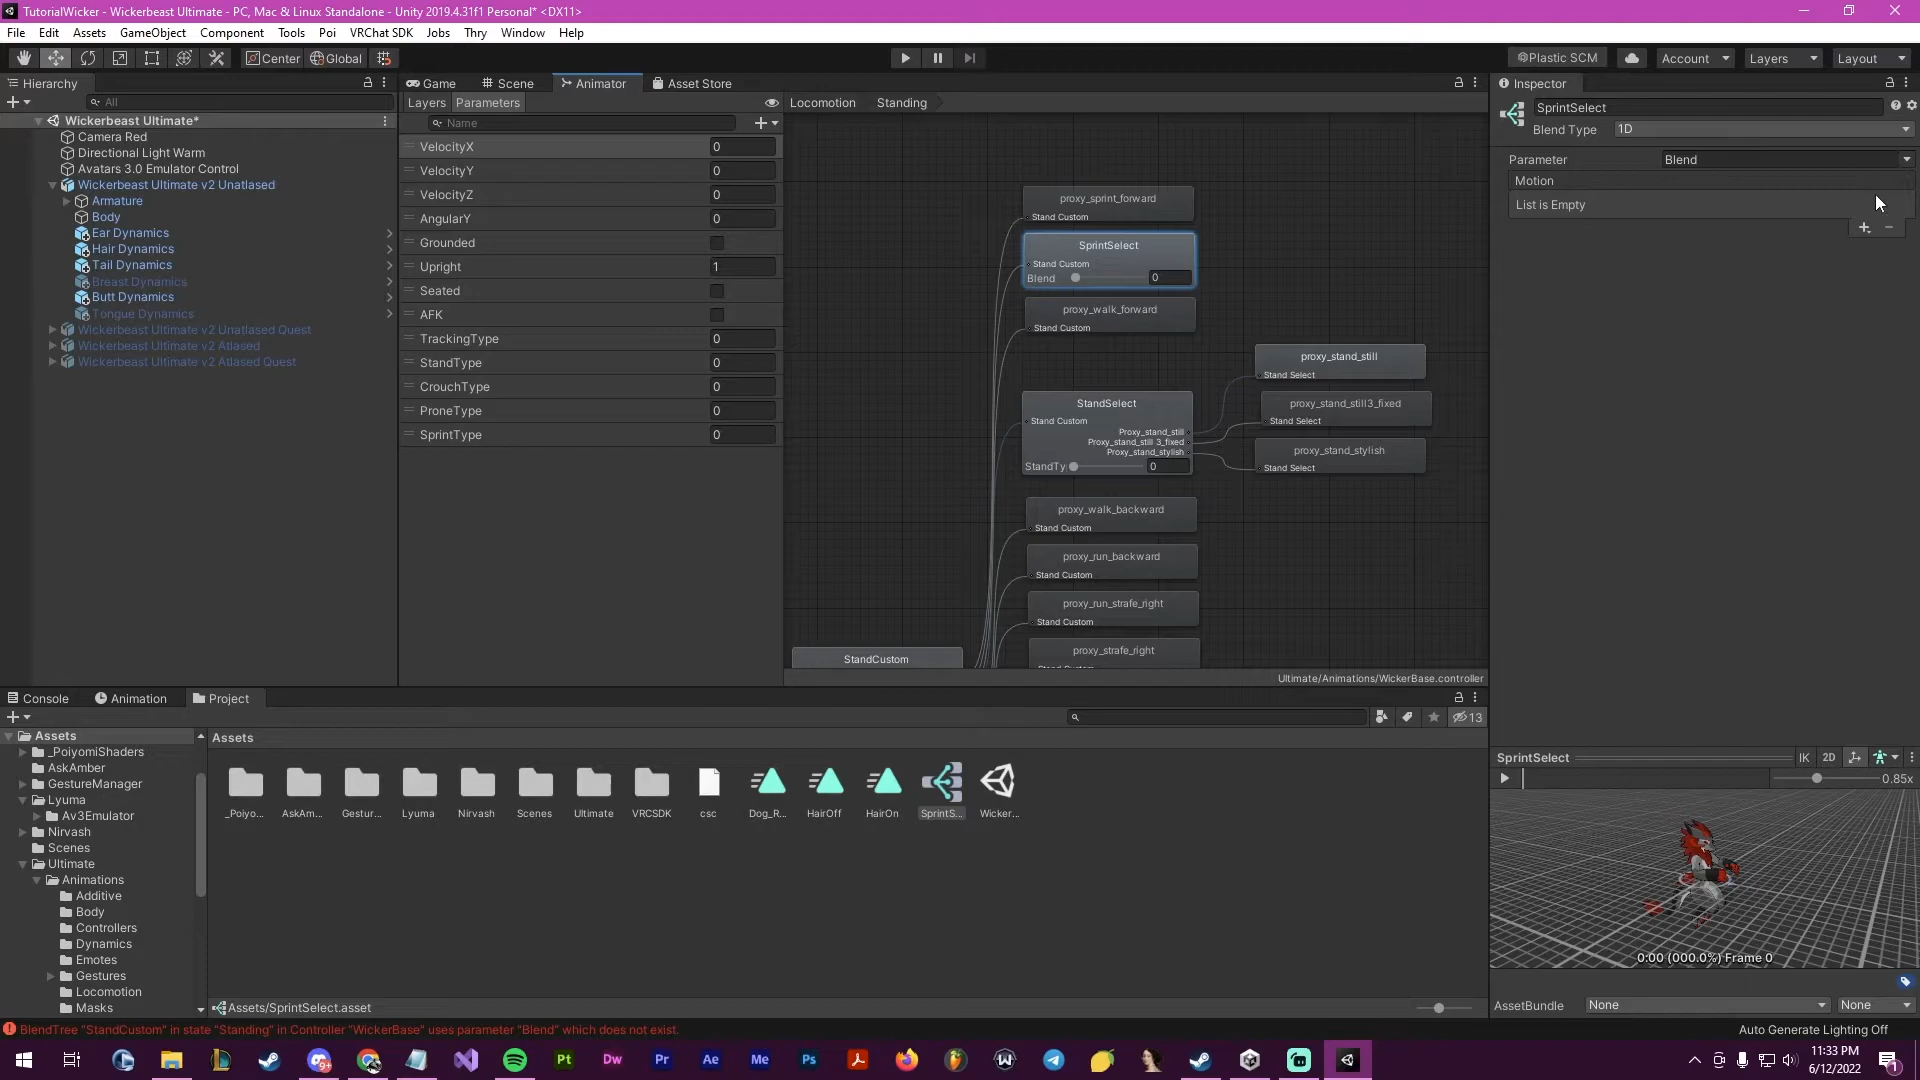 TutorialWicker - Wickerbeast Ultimate - PC, Mac & Linux Standalone - Unity 2019.4.31f1 Personal* <DX11>
File Edit Assets GameObject Component Tools Poi VRChat SDK Jobs Thry Window Help
Center Global Plastic SCM Account Layers Layout
Hierarchy
All
Wickerbeast Ultimate*
Camera Red
Directional Light Warm
Avatars 3.0 Emulator Control
Wickerbeast Ultimate v2 Unatlased
Armature
Body
Ear Dynamics
Hair Dynamics
Tail Dynamics
Breast Dynamics
Butt Dynamics
Tongue Dynamics
Wickerbeast Ultimate v2 Unatlased Quest
Wickerbeast Ultimate v2 Atlased
Wickerbeast Ultimate v2 Atlased Quest
Game Scene Animator Asset Store
Layers Parameters
Name
VelocityX 0
VelocityY 0
VelocityZ 0
AngularY 0
Grounded
Upright 1
Seated
AFK
TrackingType 0
StandType 0
CrouchType 0
ProneType 0
SprintType 0
Locomotion Standing
proxy_sprint_forward
Stand Custom
SprintSelect
Stand Custom
Blend 0
proxy_walk_forward
Stand Custom
StandSelect
Stand Custom
Proxy_stand_still
Proxy_stand_still 3_fixed
Proxy_stand_stylish
StandTy 0
proxy_stand_still
Stand Select
proxy_stand_still3_fixed
Stand Select
proxy_stand_stylish
Stand Select
proxy_walk_backward
Stand Custom
proxy_run_backward
Stand Custom
proxy_run_strafe_right
Stand Custom
proxy_strafe_right
StandCustom
Ultimate/Animations/WickerBase.controller
Inspector
SprintSelect
Blend Type 1D
Parameter Blend
Motion
List is Empty
SprintSelect IK 2D
0.85x
0:00 (000.0%) Frame 0
AssetBundle None None
Console Animation Project
13
Assets
_PoiyomiShaders
AskAmber
GestureManager
Lyuma
Av3Emulator
Nirvash
Scenes
Ultimate
Animations
Additive
Body
Controllers
Dynamics
Emotes
Gestures
Locomotion
Masks
Assets
_Poiyo... AskAm... Gestur... Lyuma Nirvash Scenes Ultimate VRCSDK csc Dog_R... HairOff HairOn SprintS... Wicker...
Assets/SprintSelect.asset
BlendTree "StandCustom" in state "Standing" in Controller "WickerBase" uses parameter "Blend" which does not exist.
Auto Generate Lighting Off
9+ Pt Dw Pr Ae Me Ps
11:33 PM
6/12/2022
1